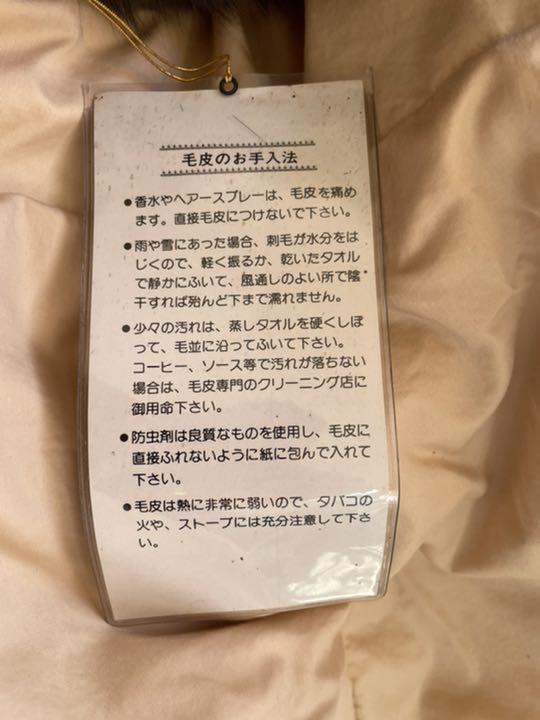 毛皮のお手入法
●香水やヘアースプレーは、毛皮を痛め
ます。直接毛皮につけないで下さい。
●雨や雪にあった場合、刺毛が水分をは
じくので、軽く振るか、乾いたタオル
で静かにふいて、風通しのよい所で陰
干すれば殆んど下まで濡れません。
●少々の汚れは、蒸しタオルを硬くしぼ
って、毛並に沿ってふいて下さい。
コーヒー、ソース等で汚れが落ちない
場合は、毛皮専門のクリーニング店に
御用命下さい。
●防虫剤は良質なものを使用し、毛皮に
直接ふれないように紙に包んで入れて
下さい。
●毛皮は熱に非常に弱いので、タバコの
火や、ストーブには充分注意して下さ
い。